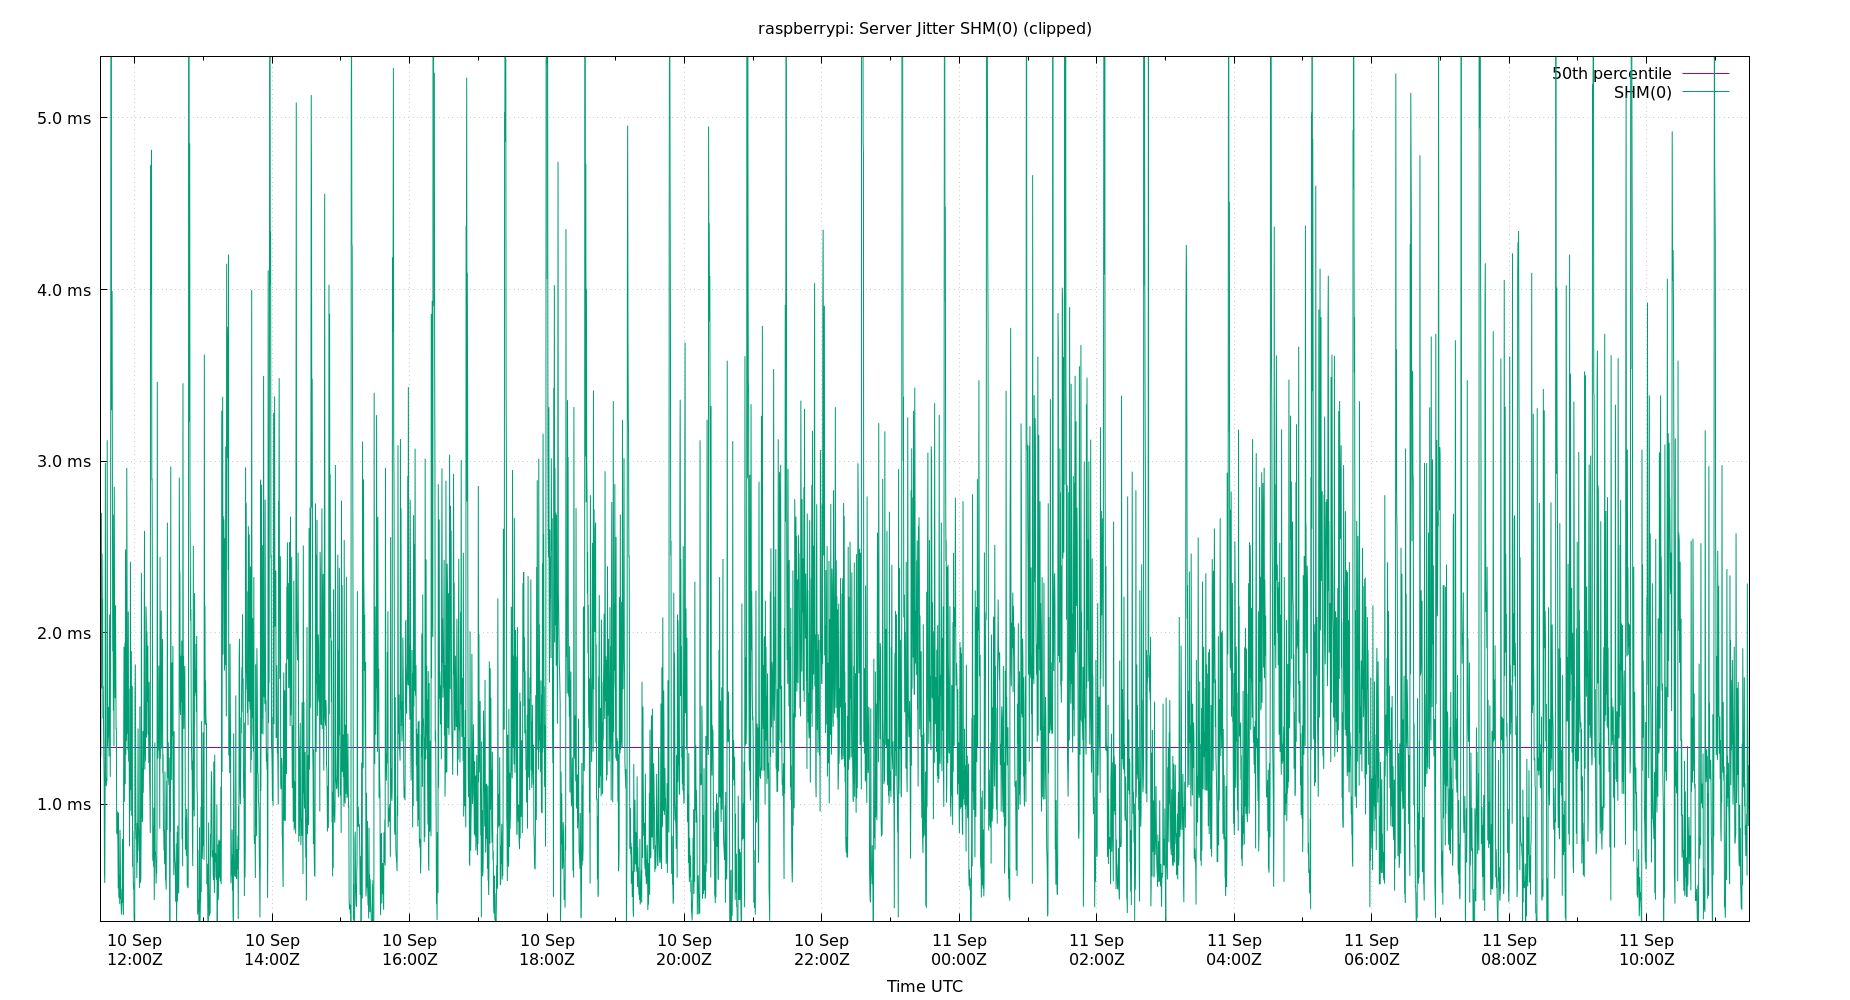 raspberrypi: Server Jitter SHM(0) (clipped)
50th percentile
SHM(0)
5.0 ms
4.0 ms
3.0 ms
2.0 ms
1.0 ms
10 Sep 10 Sep 10 Sep 10 Sep 10 Sep 10 Sep 11 Sep 11 Sep 11 Sep 11 Sep 11 Sep 11 Sep
12:00Z 14:00Z 16:00Z 18:00Z 20:00Z 22:00Z 00:00Z 02:00Z 04:00Z 06:00Z 08:00Z 10:00Z
Time UTC